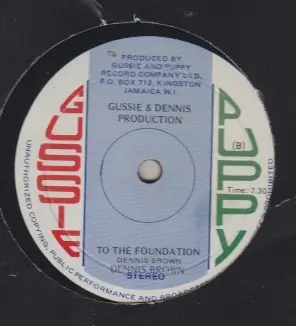 PRODUCED BY
GUSSIE AND PUPPY
RECORD COMPANY LTD.
P.O. BOX 712, KINGSTON
JAMAICA W.I.
GUSSIE & DENNIS
PRODUCTION
GUSSIE
PUPPY
(B)
Time: 7.30
TO THE FOUNDATION
DENNIS BROWN
DENNIS BROWN
STEREO
UNAUTHORIZED COPYING, PUBLIC PERFORMANCE AND BROADCAS